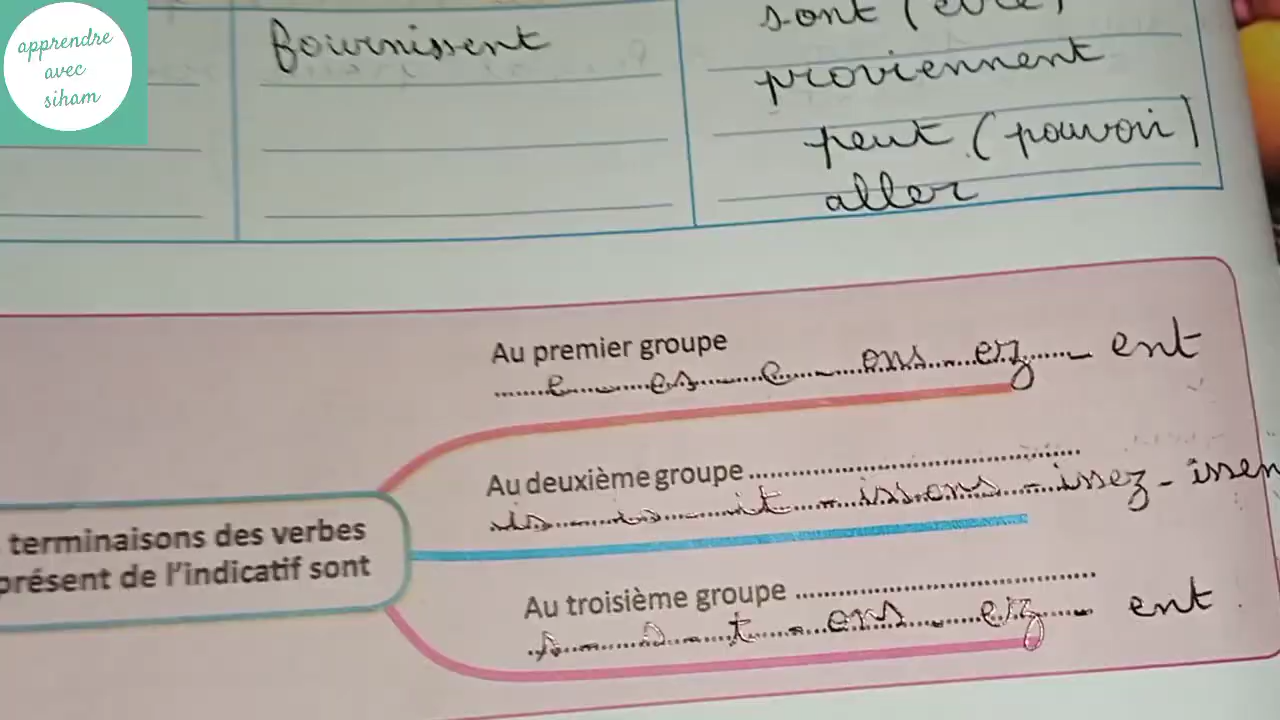 apprendre
avec
siham
fournissent
sont (être)
proviennent
peut (pouvoir)
aller
Au premier groupe
e - es - e - ons - ez - ent
Au deuxième groupe
is - is - it - issons - issez - issen
terminaisons des verbes
présent de l'indicatif sont
Au troisième groupe
s - s - t - ons - ez - ent